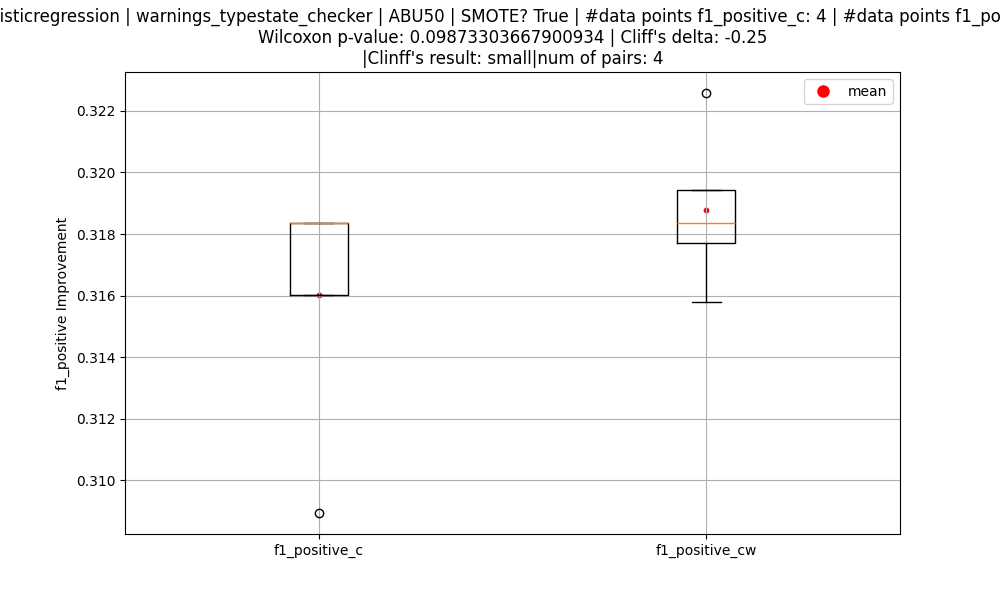 isticregression | warnings_typestate_checker | ABU50 | SMOTE? True | #data points f1_positive_c: 4 | #data points f1_po
Wilcoxon p-value: 0.09873303667900934 | Cliff's delta: -0.25
|Clinff's result: small|num of pairs: 4
mean
0.322
0.320
0.318
0.316
0.314
0.312
0.310
f1_positive Improvement
f1_positive_c
f1_positive_cw